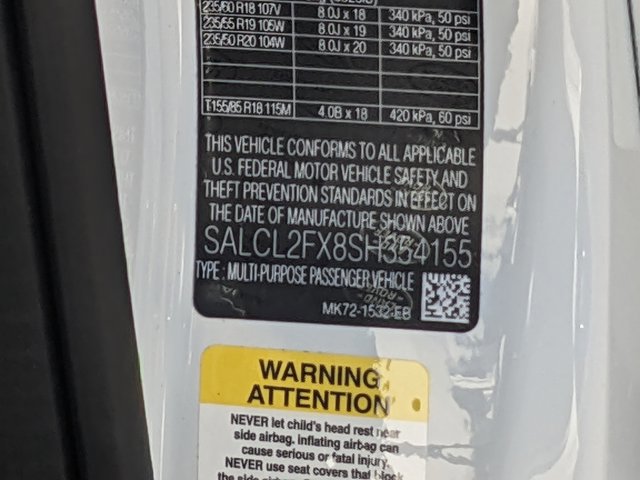 235/60 R18 107V 8.0J x 18 340 kPa, 50 psi
235/55 R19 105W 8.0J x 19 340 kPa, 50 psi
235/50 R20 104W 8.0J x 20 340 kPa, 50 psi
T155/85 R18 115M 4.0B x 18 420 kPa, 60 psi
THIS VEHICLE CONFORMS TO ALL APPLICABLE
U.S. FEDERAL MOTOR VEHICLE SAFETY AND
THEFT PREVENTION STANDARDS IN EFFECT ON
THE DATE OF MANUFACTURE SHOWN ABOVE
SALCL2FX8SH354155
TYPE : MULTI-PURPOSE PASSENGER VEHICLE
MK72-1532-EB
WARNING
ATTENTION
NEVER let child's head rest near
side airbag, inflating airbag can
cause serious or fatal injury.
NEVER use seat covers that block
the side